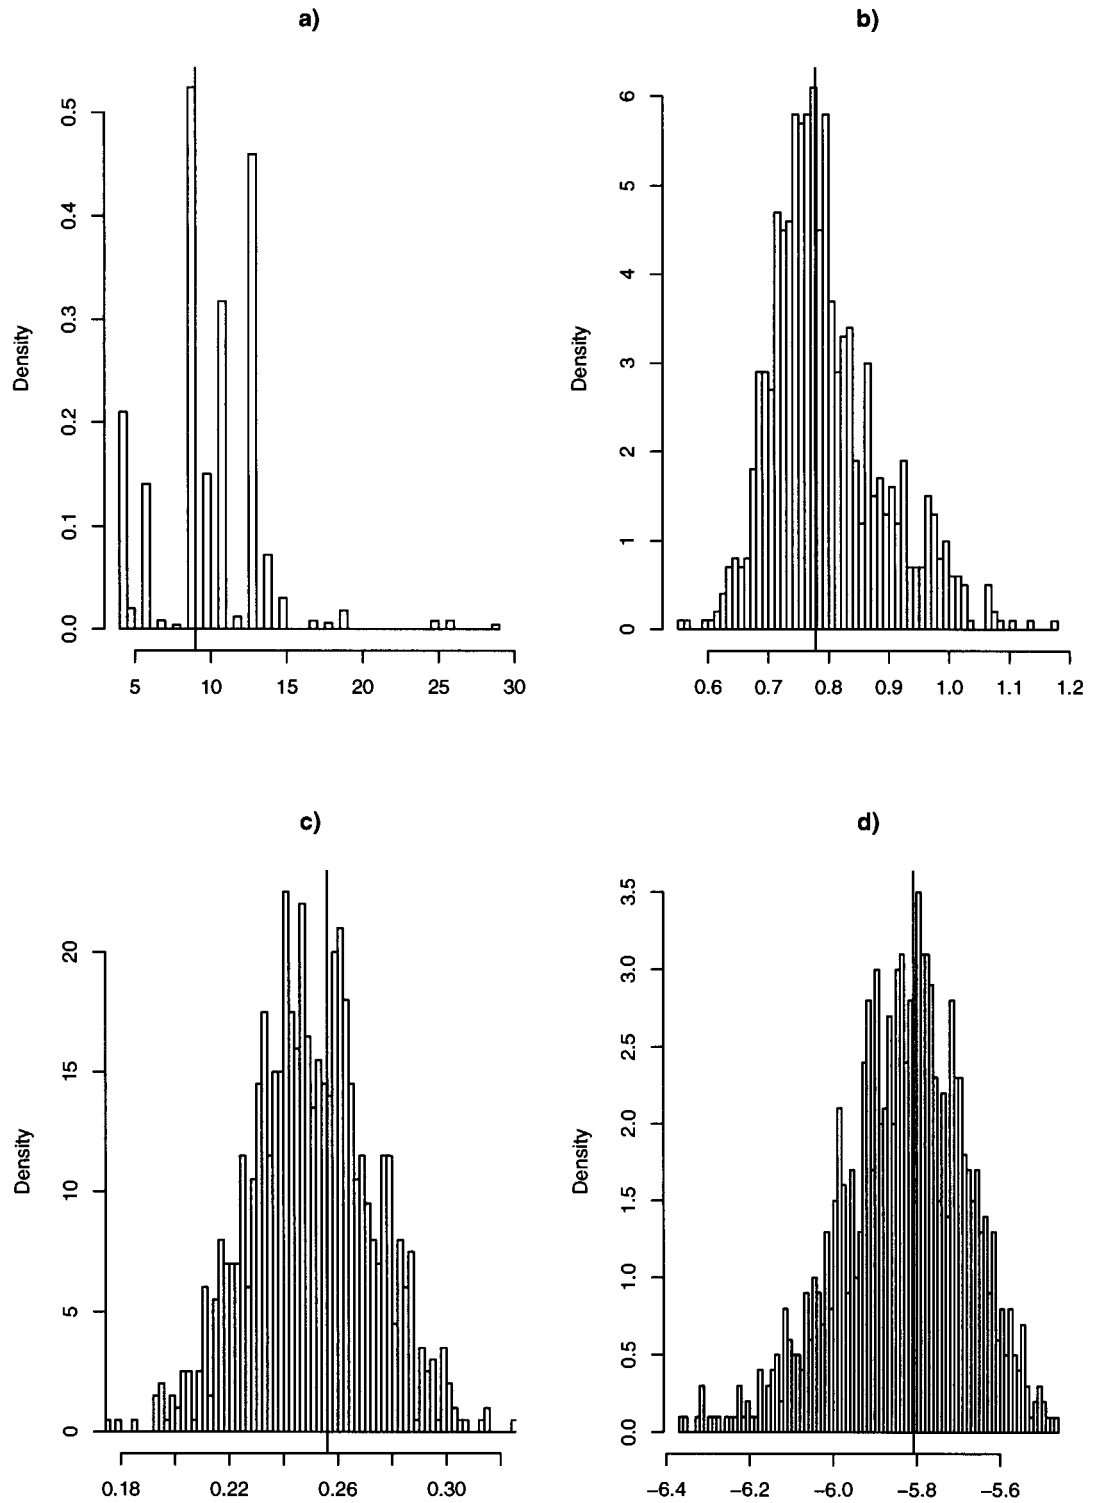 a)
Density
0.0 0.1 0.2 0.3 0.4 0.5
5 10 15 20 25 30
b)
Density
0 1 2 3 4 5 6
0.6 0.7 0.8 0.9 1.0 1.1 1.2
c)
Density
0 5 10 15 20
0.18 0.22 0.26 0.30
d)
Density
0.0 0.5 1.0 1.5 2.0 2.5 3.0 3.5
−6.4 −6.2 −6.0 −5.8 −5.6